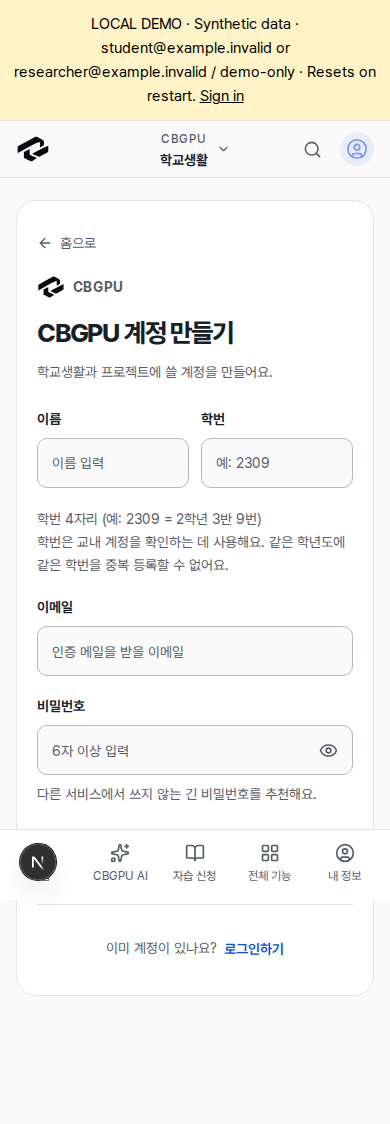 LOCAL DEMO · Synthetic data ·
student@example.invalid or
researcher@example.invalid / demo-only · Resets on
restart. Sign in
CBGPU
학교생활
홈으로
CBGPU
CBGPU 계정 만들기
학교생활과 프로젝트에 쓸 계정을 만들어요.
이름
학번
이름 입력
예: 2309
학번 4자리 (예: 2309 = 2학년 3반 9번)
학번은 교내 계정을 확인하는 데 사용해요. 같은 학년도에
같은 학번을 중복 등록할 수 없어요.
이메일
인증 메일을 받을 이메일
비밀번호
6자 이상 입력
다른 서비스에서 쓰지 않는 긴 비밀번호를 추천해요.
N
CBGPU AI
자습 신청
전체 기능
내 정보
이미 계정이 있나요? 로그인하기